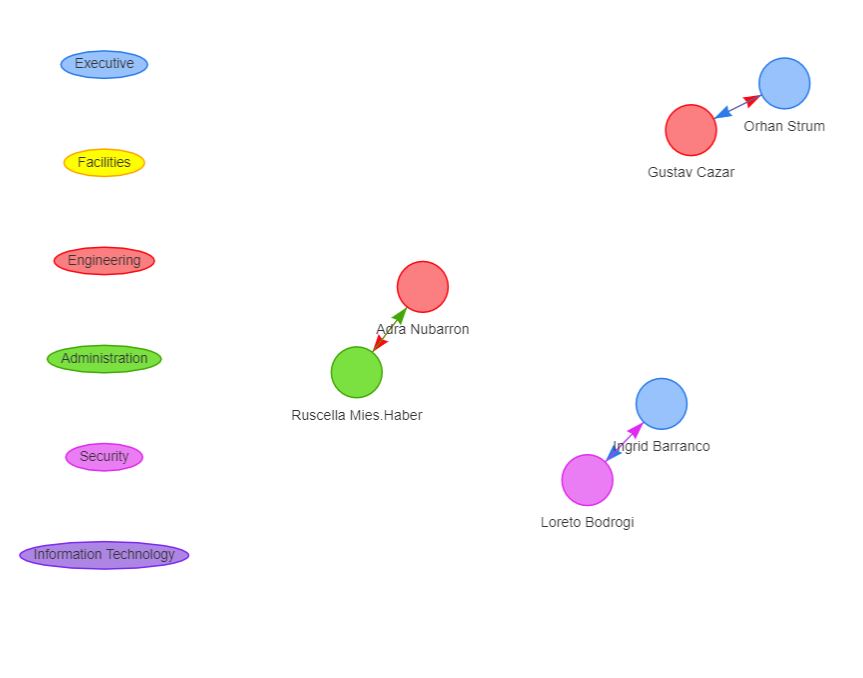 Executive
Orhan Strum
Facilities
Gustav Cazar
Engineering
Adra Nubarron
Administration
Ruscella Mies.Haber
Ingrid Barranco
Security
Loreto Bodrogi
Information Technology